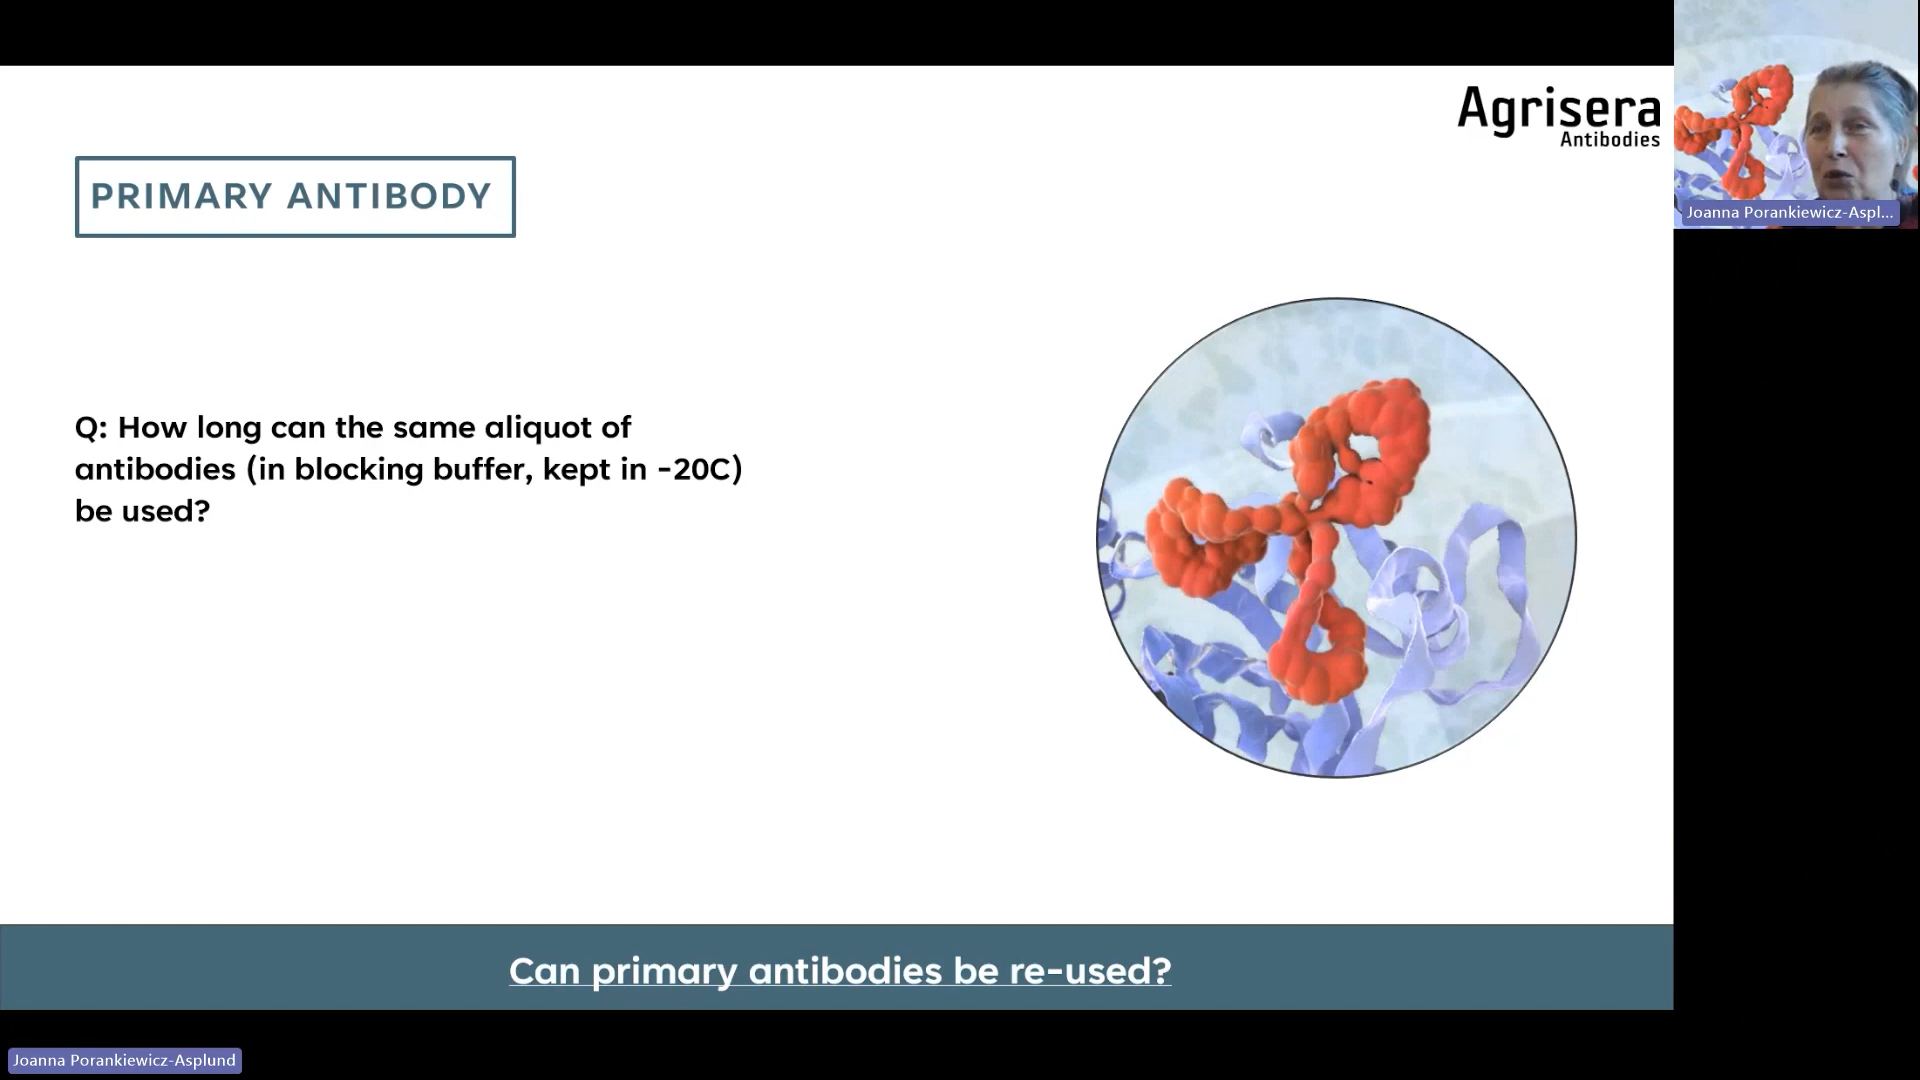 Agrisera
Antibodies
Joanna Porankiewicz-Aspl...
PRIMARY ANTIBODY
Q: How long can the same aliquot of
antibodies (in blocking buffer, kept in -20C)
be used?
Can primary antibodies be re-used?
Joanna Porankiewicz-Asplund